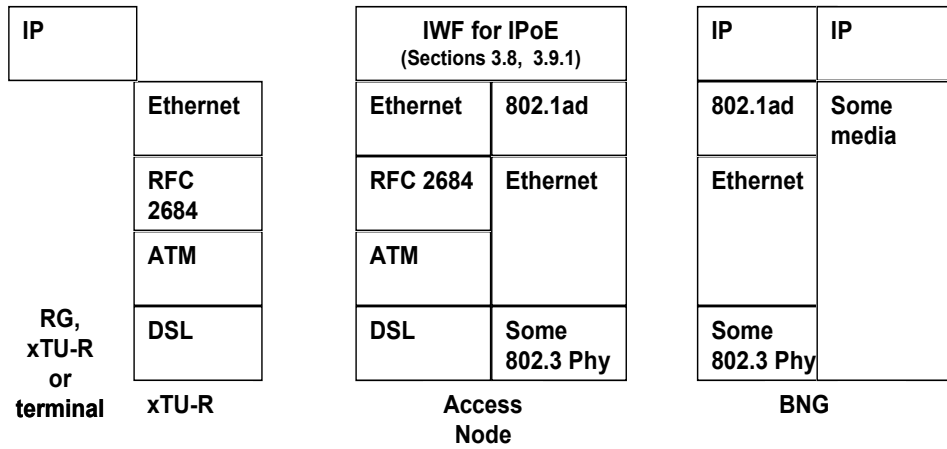 IP
IWF for IPoE
(Sections 3.8, 3.9.1)
IP
IP
Ethernet
Ethernet
802.1ad
802.1ad
Some
media
RFC
2684
RFC 2684
Ethernet
Ethernet
ATM
ATM
RG,
xTU-R
or
terminal
DSL
DSL
Some
802.3 Phy
Some
802.3 Phy
xTU-R
Access
Node
BNG